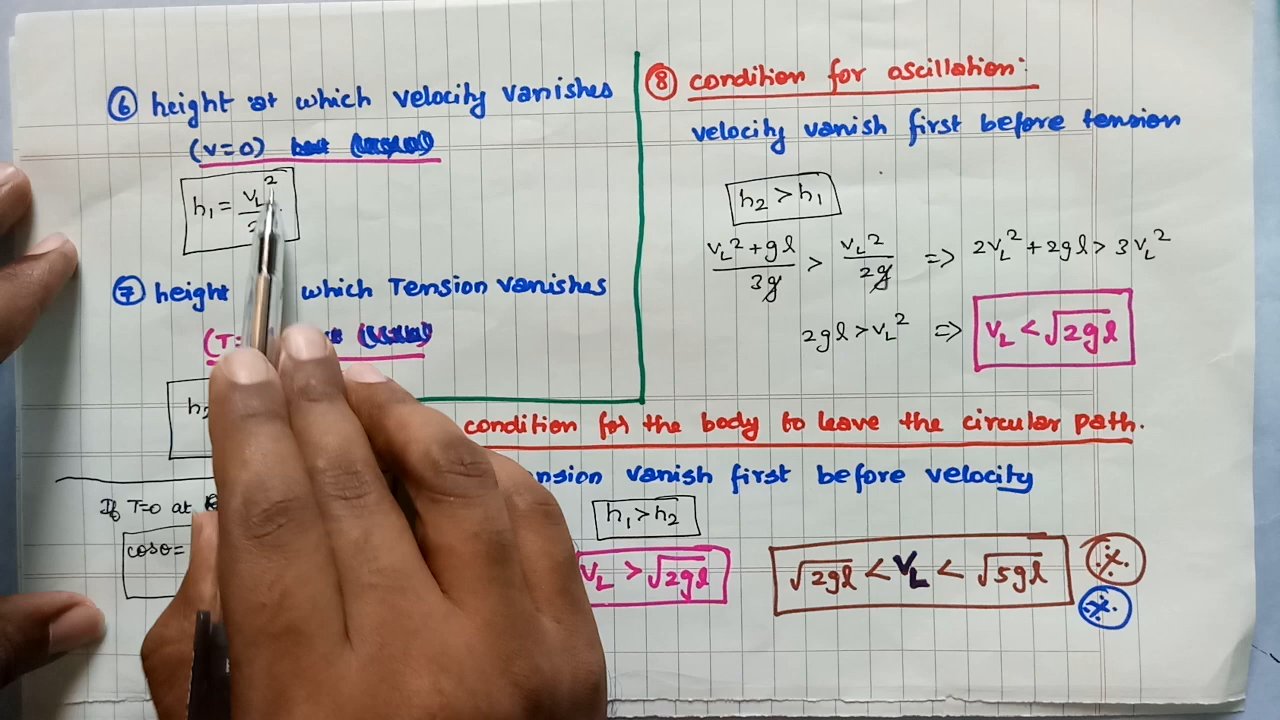 ⑥ height at which velocity vanishes
(v=0)
h₁ = v_L²
⑦ height which Tension vanishes
(T=
h₂
If T=0 at
cosθ=
⑧ condition for oscillation:
velocity vanish first before tension
h₂ > h₁
(v_L² + gl)/3g > v_L²/2g => 2v_L² + 2gl > 3v_L²
2gl > v_L² => v_L < √2gl
condition for the body to leave the circular path.
nsion vanish first before velocity
h₁ > h₂
v_L > √2gl
√2gl < v_L < √5gl